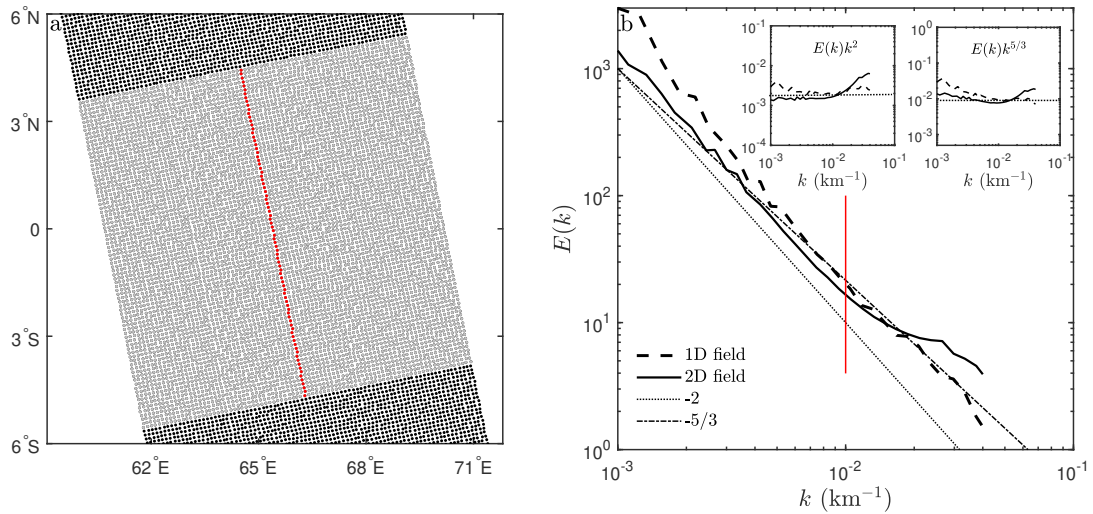 a
6°N
3°N
0
3°S
6°S
62°E
65°E
68°E
71°E
b
E(k)
10³
10²
10¹
10⁰
10⁻³
10⁻²
10⁻¹
k (km⁻¹)
1D field
2D field
-2
-5/3
E(k)k²
10⁻¹
10⁻²
10⁻³
10⁻⁴
10⁻³
10⁻²
10⁻¹
k (km⁻¹)
E(k)k⁵ᐟ³
10⁰
10⁻¹
10⁻²
10⁻³
10⁻³
10⁻²
10⁻¹
k (km⁻¹)